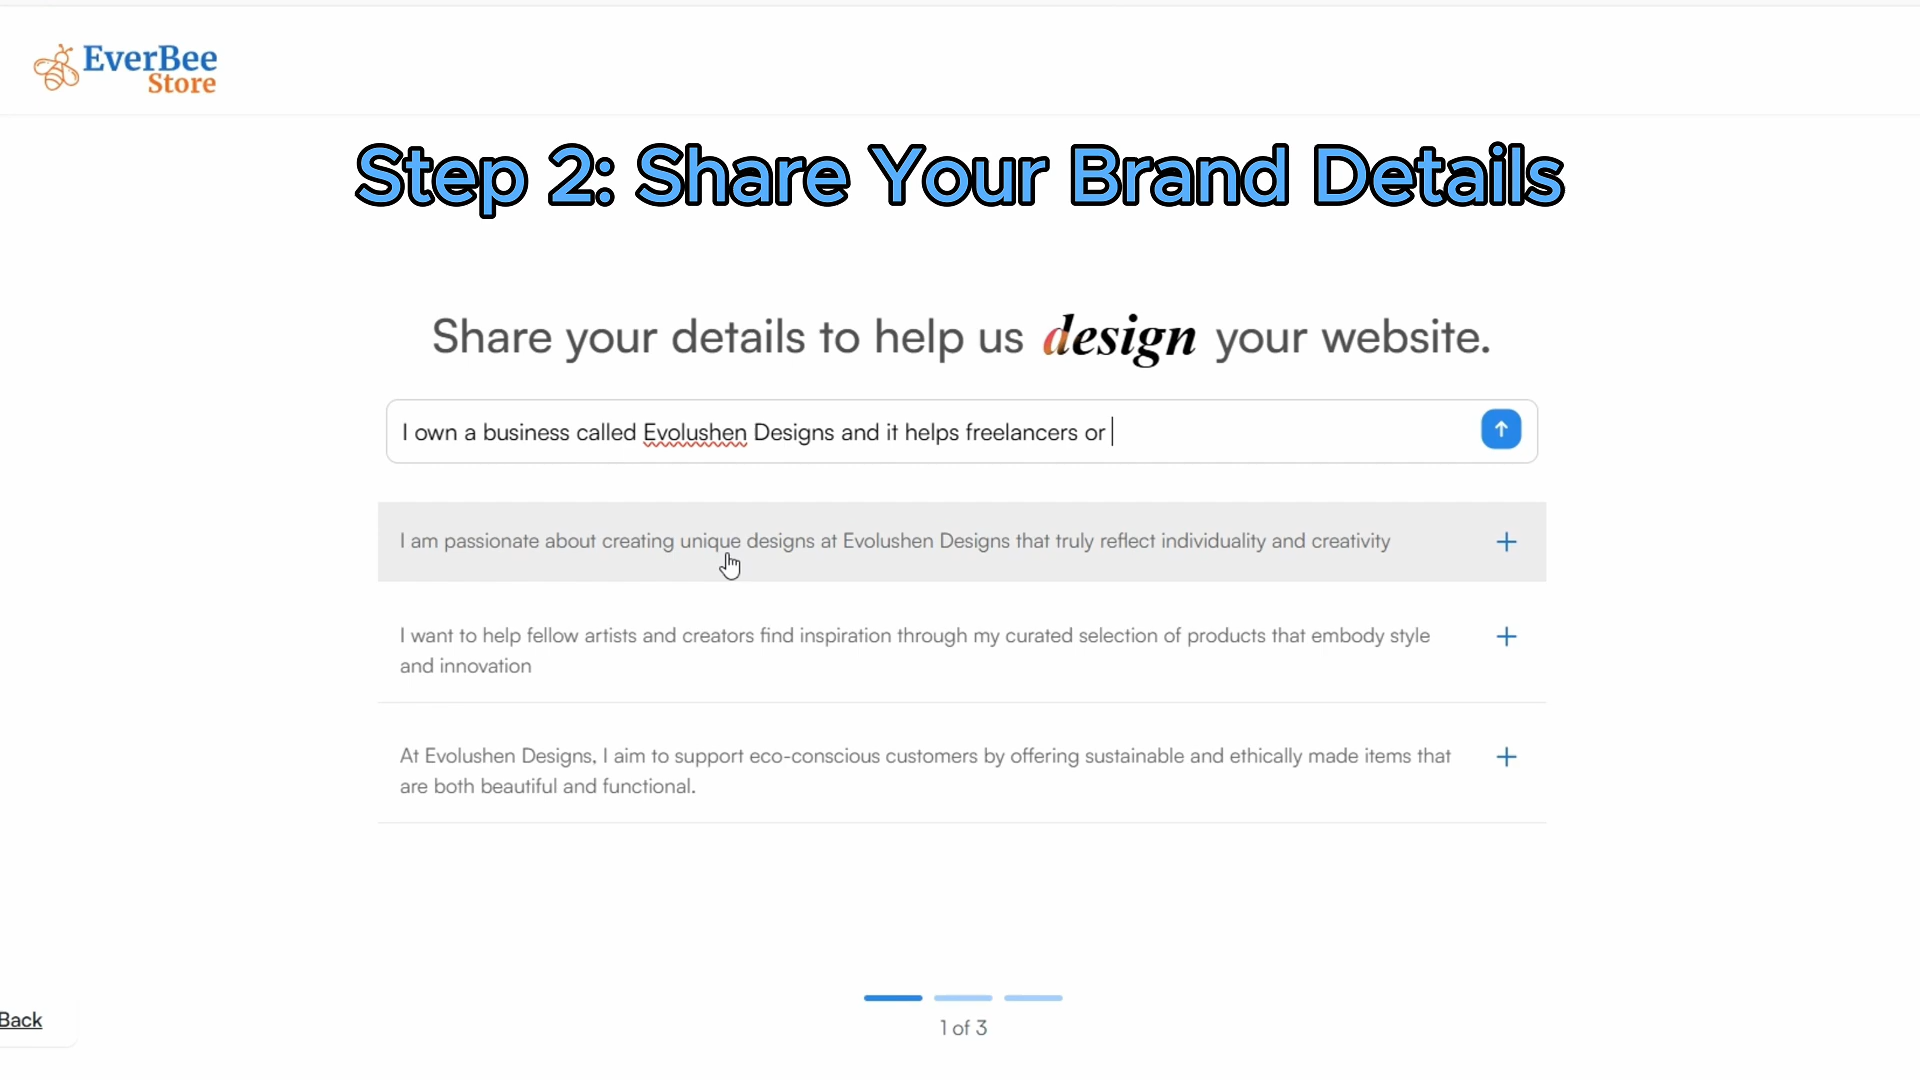 EverBee
Store
Step 2: Share Your Brand Details
Share your details to help us design your website.
I own a business called Evolushen Designs and it helps freelancers or
I am passionate about creating unique designs at Evolushen Designs that truly reflect individuality and creativity
I want to help fellow artists and creators find inspiration through my curated selection of products that embody style
and innovation
At Evolushen Designs, I aim to support eco-conscious customers by offering sustainable and ethically made items that
are both beautiful and functional.
Back
1 of 3